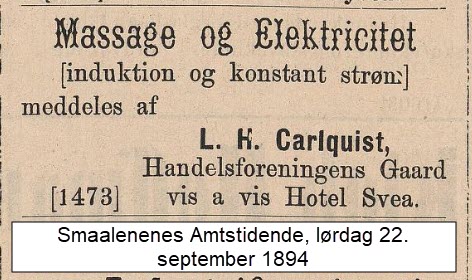 Massage og Elektricitet
[induktion og konstant strøm]
meddeles af
L. H. Carlquist,
Handelsforeningens Gaard
[1473] vis a vis Hotel Svea.
Smaalenenes Amtstidende, lørdag 22.
september 1894